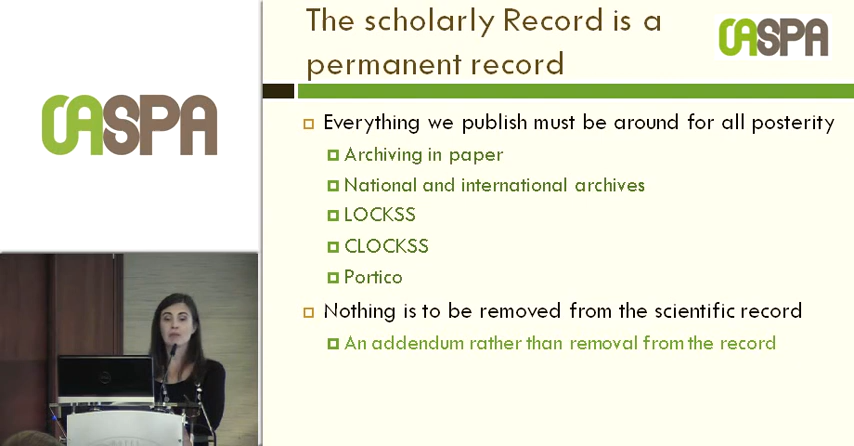 The scholarly Record is a
permanent record
OASPA
OASPA
Everything we publish must be around for all posterity
Archiving in paper
National and international archives
LOCKSS
CLOCKSS
Portico
Nothing is to be removed from the scientific record
An addendum rather than removal from the record